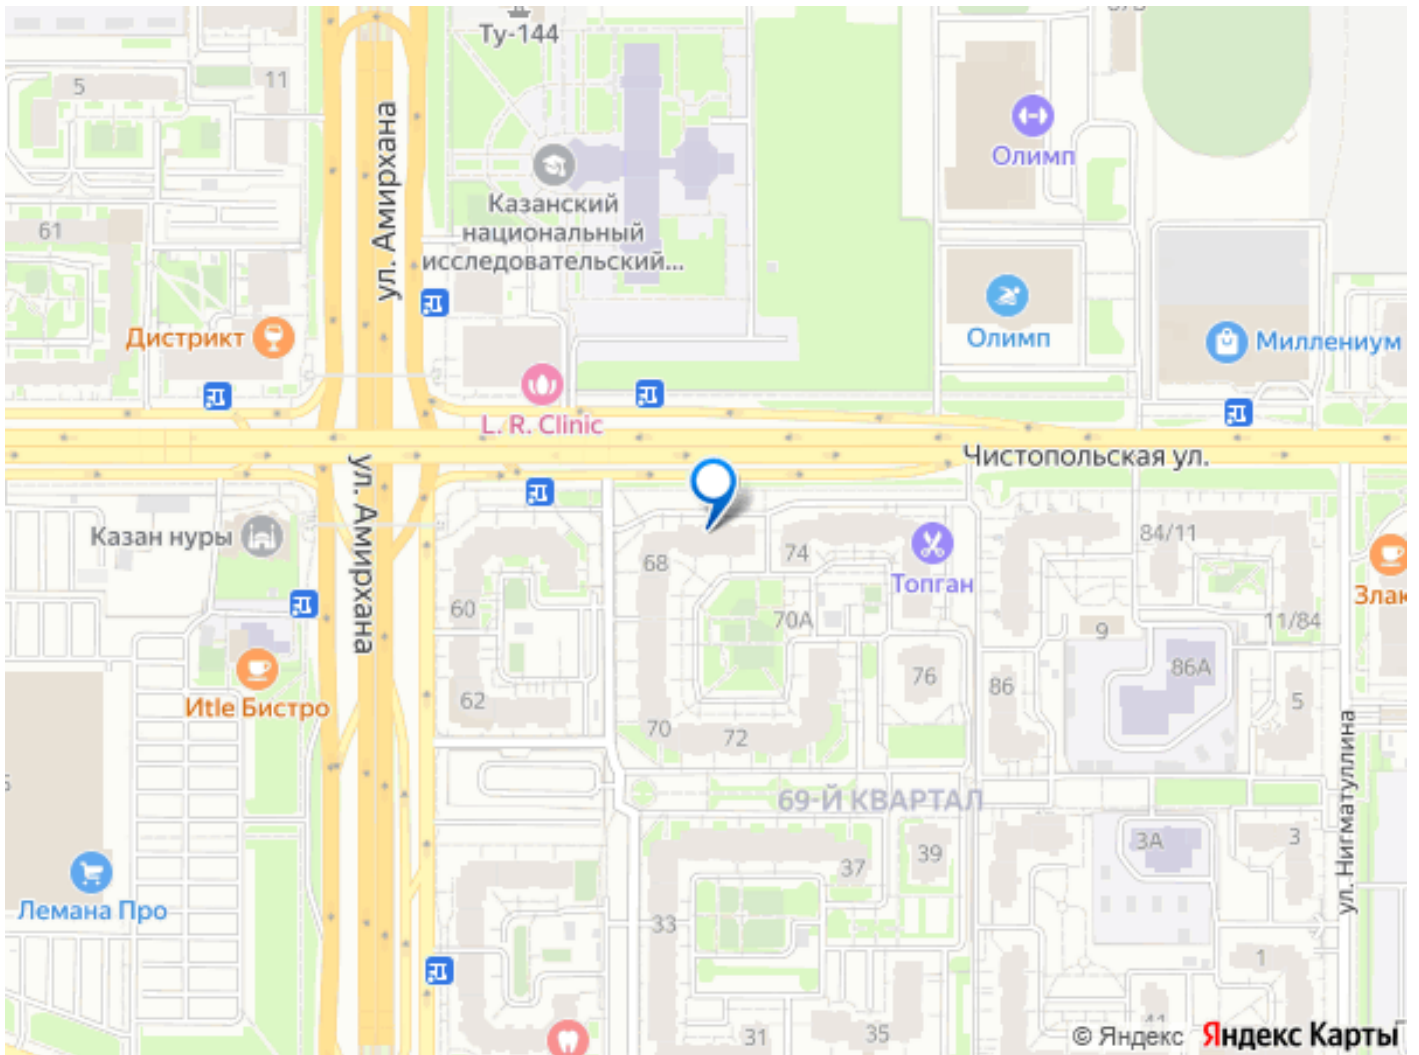 Ту-144
5
11
ул. Амирхана
Олимп
Казанский
национальный
исследовательский...
61
Дистрикт
Олимп
Миллениум
L. R. Clinic
Чистопольская ул.
ул. Амирхана
Казан нуры
68
74
Топган
84/11
Злак
60
70А
9
11/84
62
76
86
86А
5
Итlе Бистро
70
72
ул. Нигматуллина
69-Й КВАРТАЛ
37
39
3А
3
Лемана Про
33
1
31
35
© Яндекс Яндекс Карты